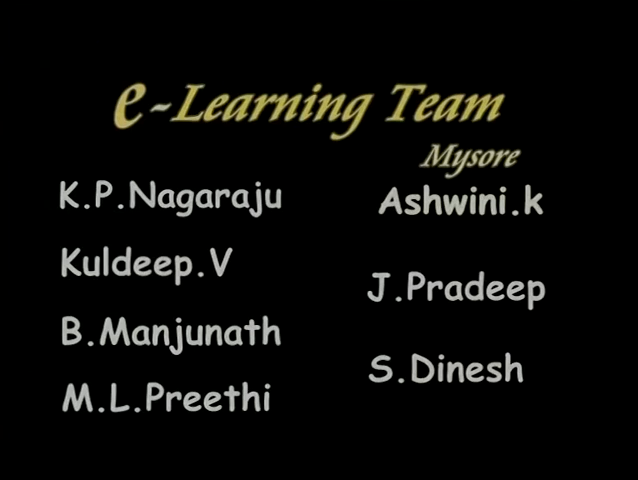 e-Learning Team
Mysore
K.P.Nagaraju
Kuldeep.V
B.Manjunath
M.L.Preethi
Ashwini.k
J.Pradeep
S.Dinesh